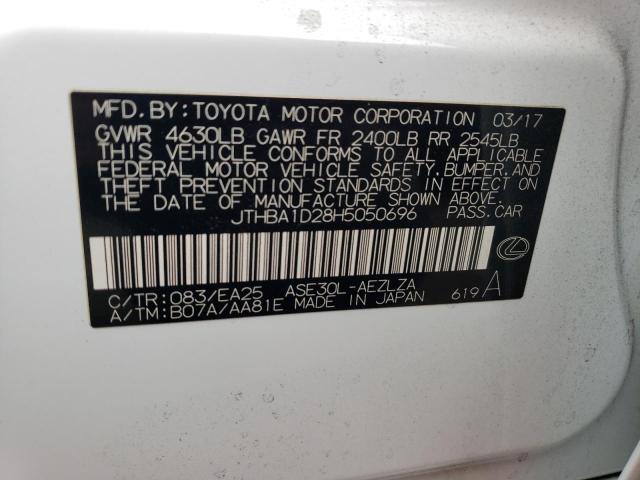 MFD. BY: TOYOTA MOTOR CORPORATION 03/17
GVWR 4630LB GAWR FR 2400LB RR 2545LB
THIS VEHICLE CONFORMS TO ALL APPLICABLE
FEDERAL MOTOR VEHICLE SAFETY, BUMPER, AND
THEFT PREVENTION STANDARDS IN EFFECT ON
THE DATE OF MANUFACTURE SHOWN ABOVE.
JTHBA1D28H5050696 PASS. CAR
C/TR: 083/EA25 ASE30L-AEZLZA
A/TM: B07A/AA81E MADE IN JAPAN 619 A